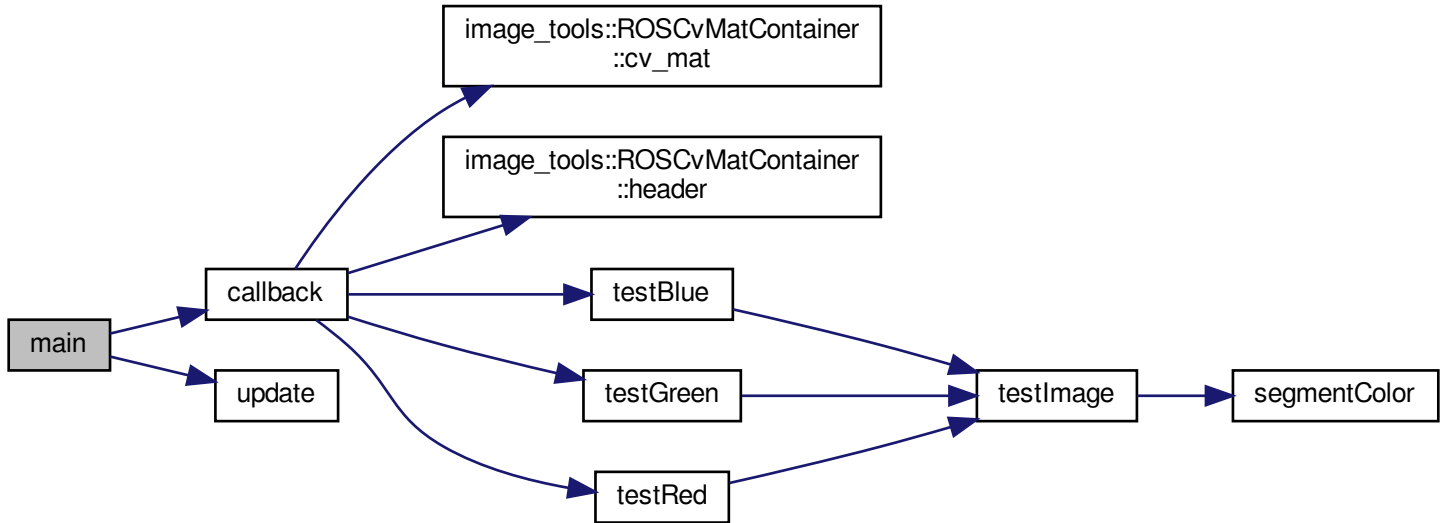 image_tools::ROSCvMatContainer
::cv_mat
image_tools::ROSCvMatContainer
::header
callback
testBlue
main
update
testGreen
testImage
segmentColor
testRed